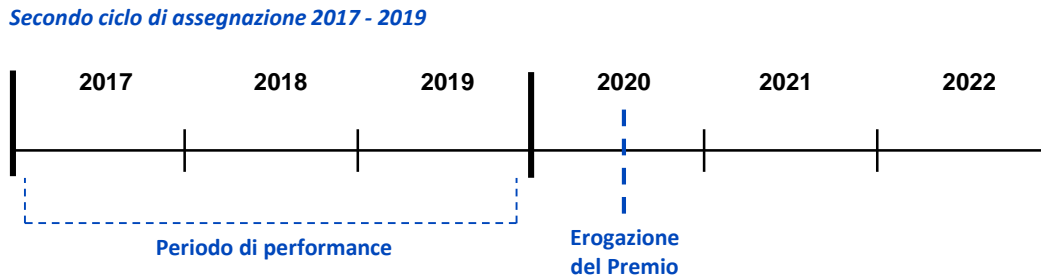 Secondo ciclo di assegnazione 2017 - 2019
2017 2018 2019 2020 2021 2022
Periodo di performance
Erogazione
del Premio